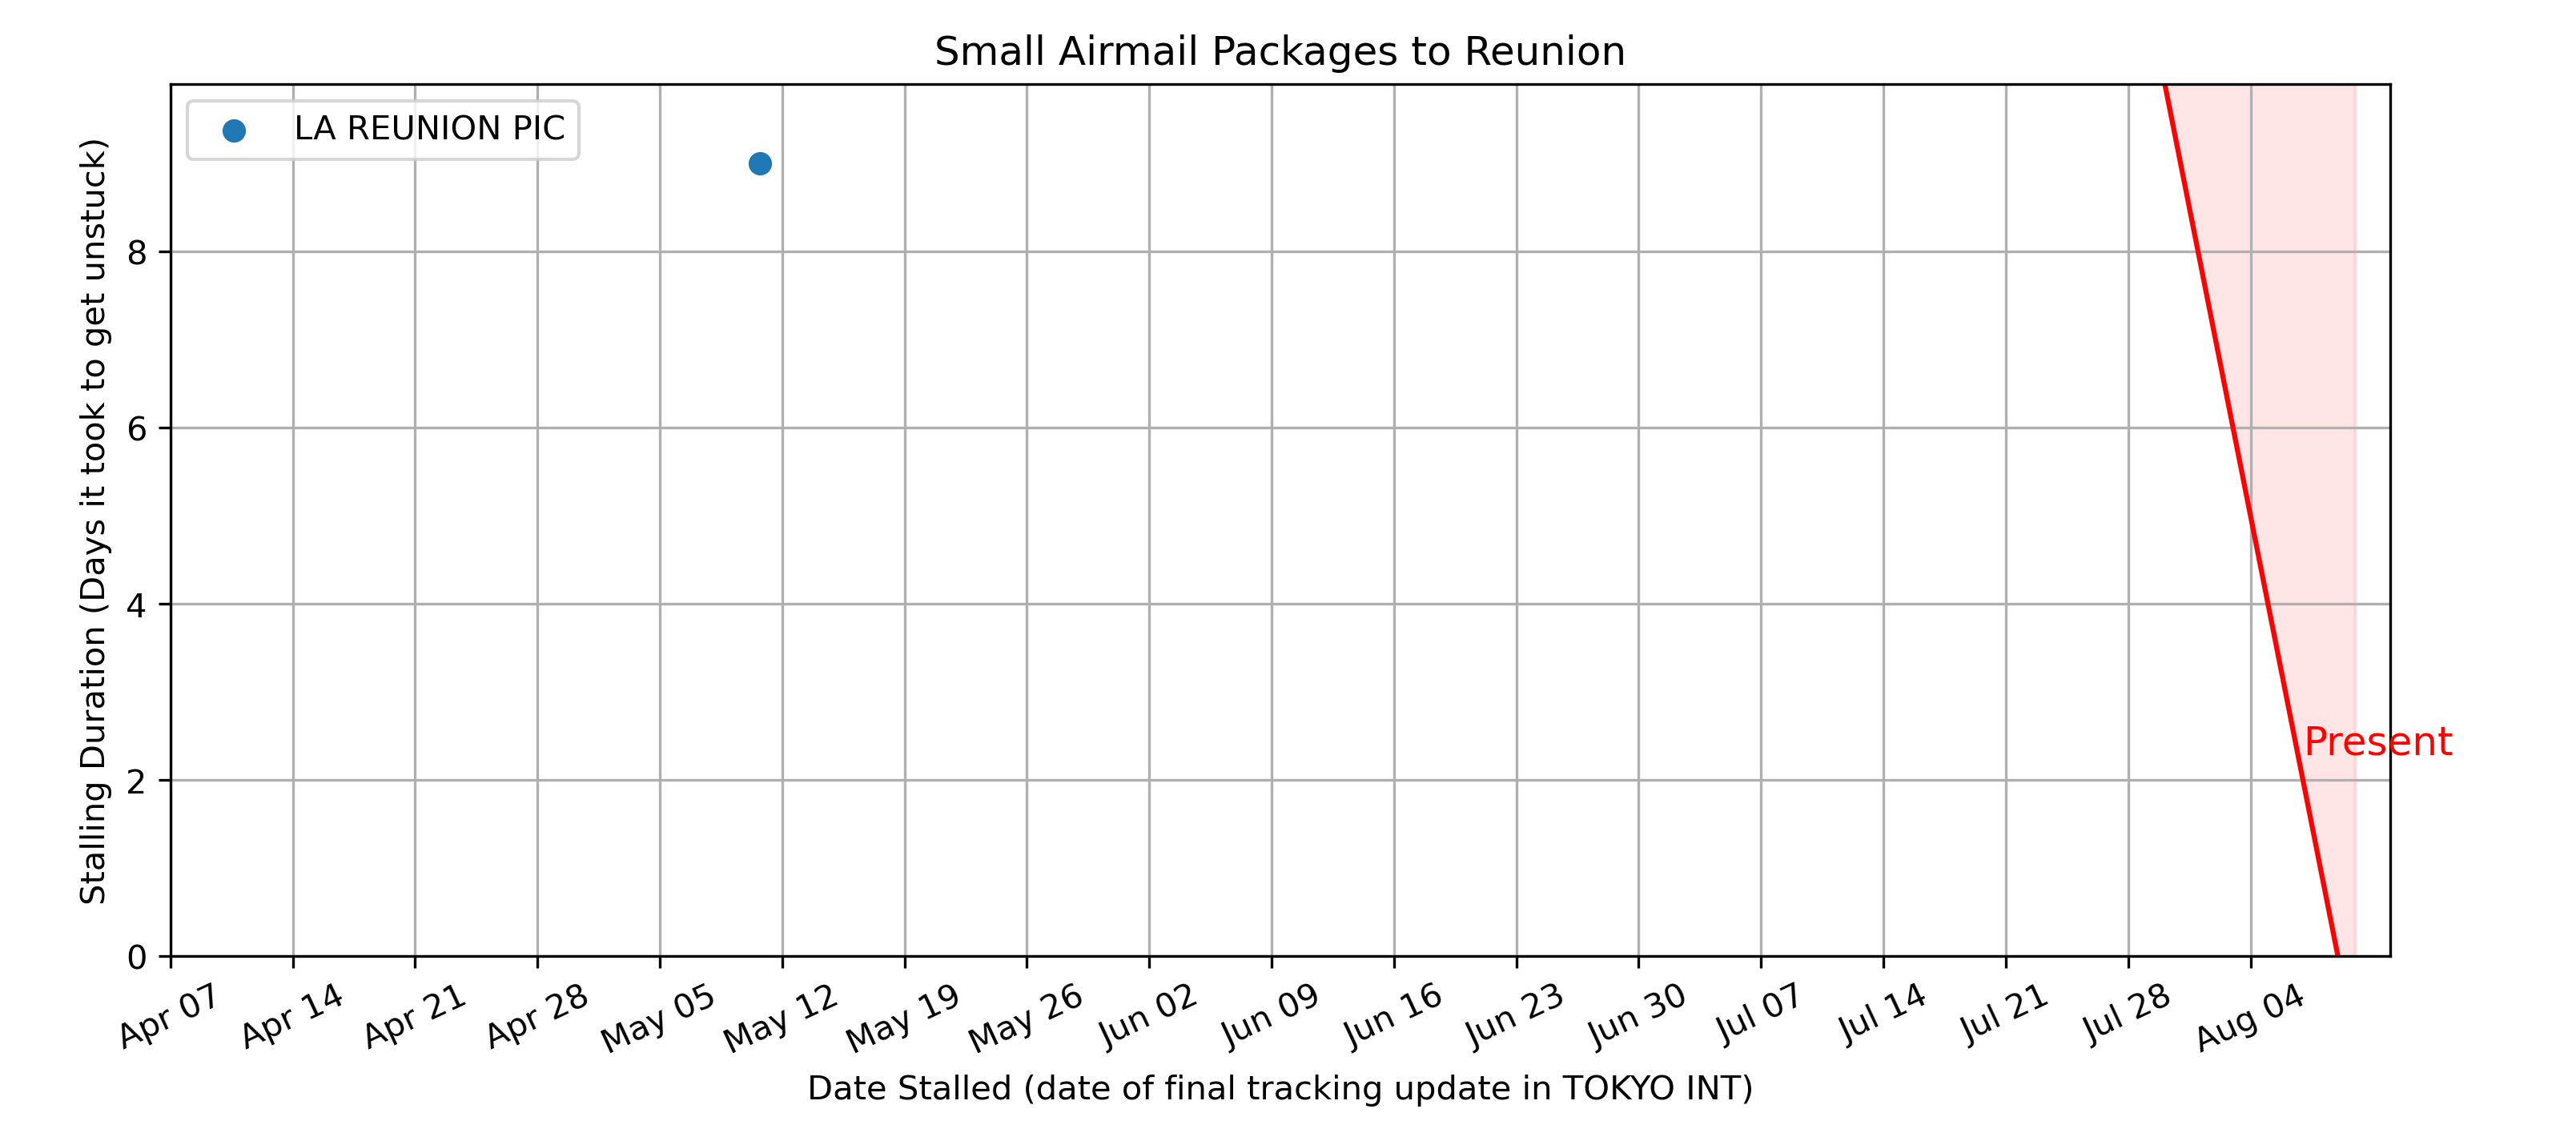 Small Airmail Packages to Reunion
LA REUNION PIC
Stalling Duration (Days it took to get unstuck)
8
6
4
2
0
Present
Apr 07 Apr 14 Apr 21 Apr 28 May 05 May 12 May 19 May 26 Jun 02 Jun 09 Jun 16 Jun 23 Jun 30 Jul 07 Jul 14 Jul 21 Jul 28 Aug 04
Date Stalled (date of final tracking update in TOKYO INT)